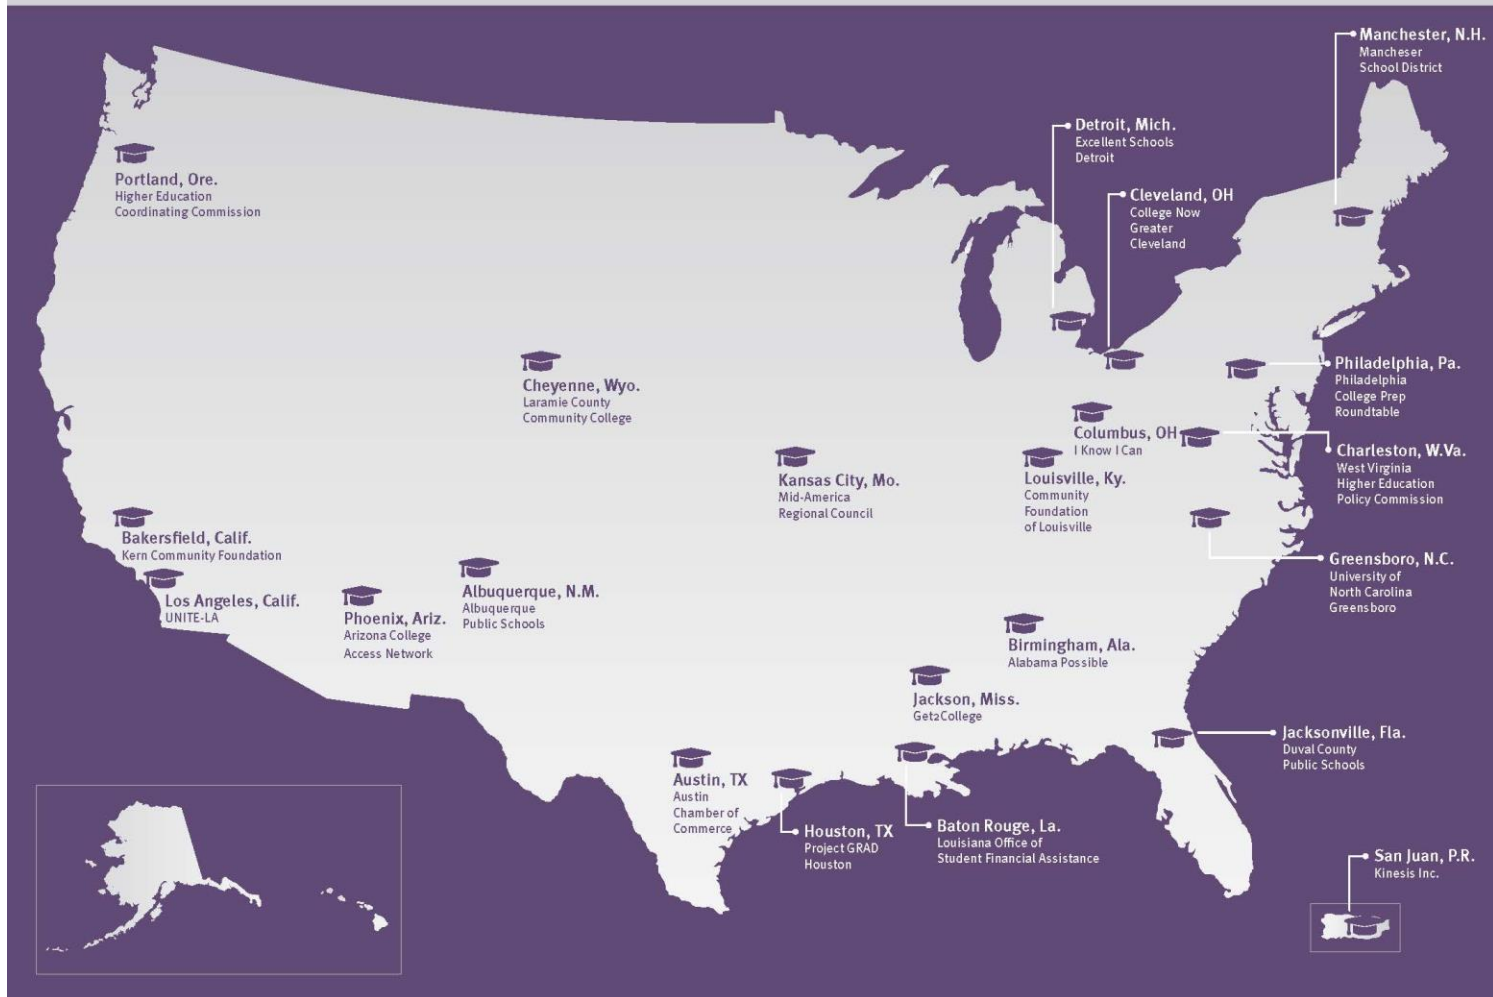 Manchester, N.H.
Mancheser
School District
Detroit, Mich.
Excellent Schools
Detroit
Portland, Ore.
Higher Education
Coordinating Commission
Cleveland, OH
College Now
Greater
Cleveland
Cheyenne, Wyo.
Laramie County
Community College
Philadelphia, Pa.
Philadelphia
College Prep
Roundtable
Columbus, OH
I Know I Can
Charleston, W.Va.
West Virginia
Higher Education
Policy Commission
Kansas City, Mo.
Mid-America
Regional Council
Louisville, Ky.
Community
Foundation
of Louisville
Bakersfield, Calif.
Kern Community Foundation
Los Angeles, Calif.
UNITE-LA
Phoenix, Ariz.
Arizona College
Access Network
Albuquerque, N.M.
Albuquerque
Public Schools
Greensboro, N.C.
University of
North Carolina
Greensboro
Birmingham, Ala.
Alabama Possible
Jackson, Miss.
Get2College
Jacksonville, Fla.
Duval County
Public Schools
Austin, TX
Austin
Chamber of
Commerce
Houston, TX
Project GRAD
Houston
Baton Rouge, La.
Louisiana Office of
Student Financial Assistance
San Juan, P.R.
Kinesis Inc.